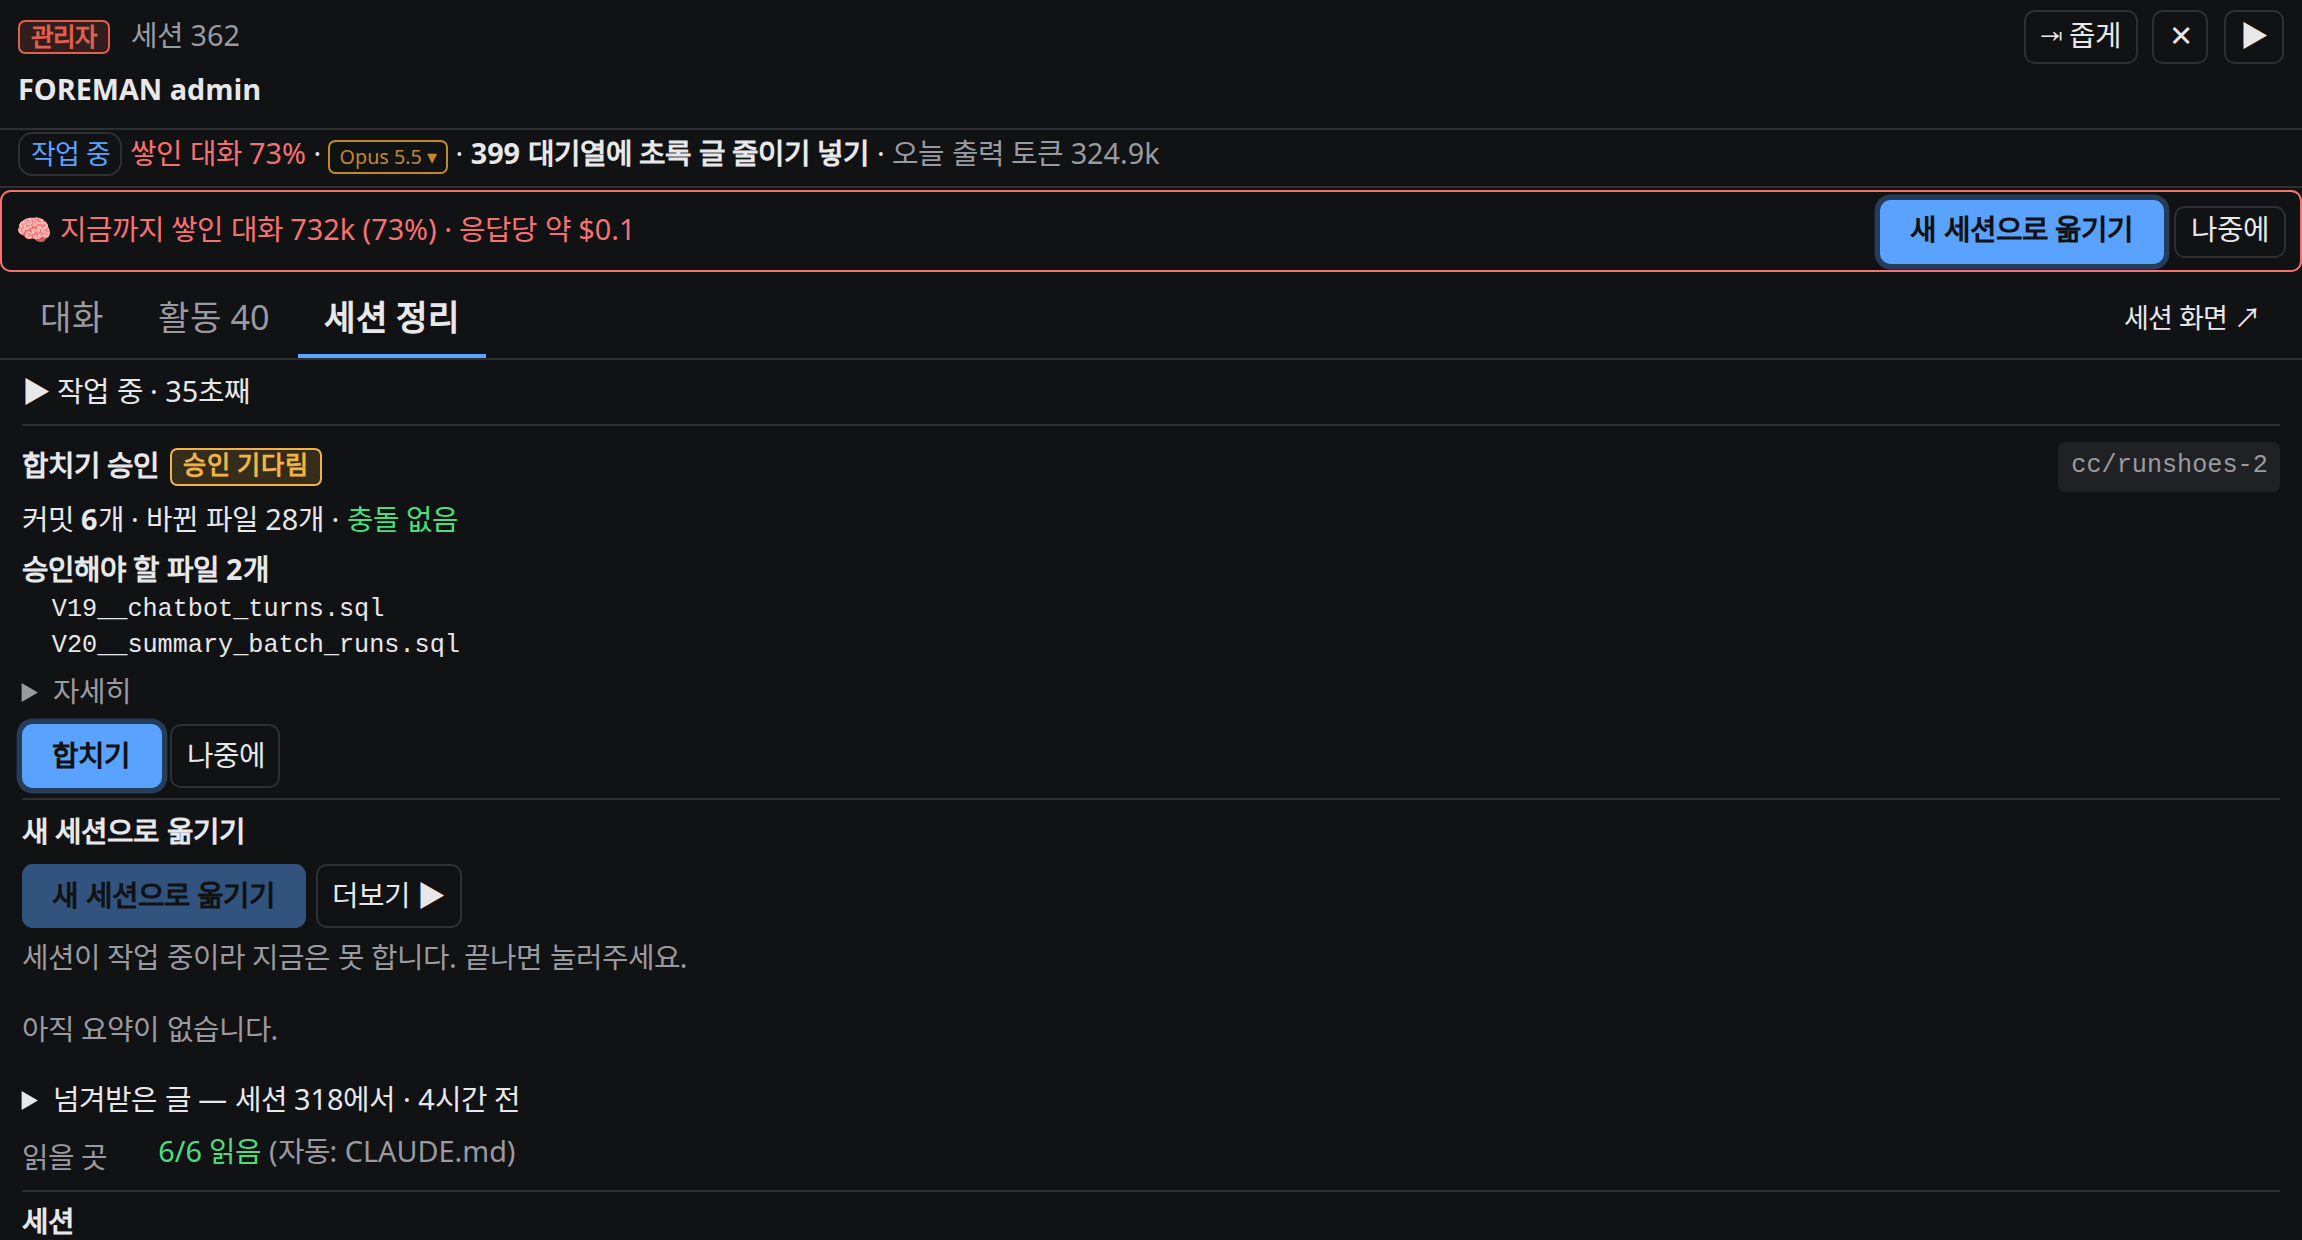 관리자 세션 362 ⇥ 좁게 ✕ ▶
FOREMAN admin
작업 중 쌓인 대화 73% · Opus 5.5 ▾ · 399 대기열에 초록 글 줄이기 넣기 · 오늘 출력 토큰 324.9k
🧠 지금까지 쌓인 대화 732k (73%) · 응답당 약 $0.1 새 세션으로 옮기기 나중에
대화 활동 40 세션 정리 세션 화면 ↗
▶ 작업 중 · 35초째
합치기 승인 승인 기다림 cc/runshoes-2
커밋 6개 · 바뀐 파일 28개 · 충돌 없음
승인해야 할 파일 2개
V19__chatbot_turns.sql
V20__summary_batch_runs.sql
▶ 자세히
합치기 나중에
새 세션으로 옮기기
새 세션으로 옮기기 더보기 ▶
세션이 작업 중이라 지금은 못 합니다. 끝나면 눌러주세요.
아직 요약이 없습니다.
▶ 넘겨받은 글 — 세션 318에서 · 4시간 전
읽을 곳 6/6 읽음 (자동: CLAUDE.md)
세션